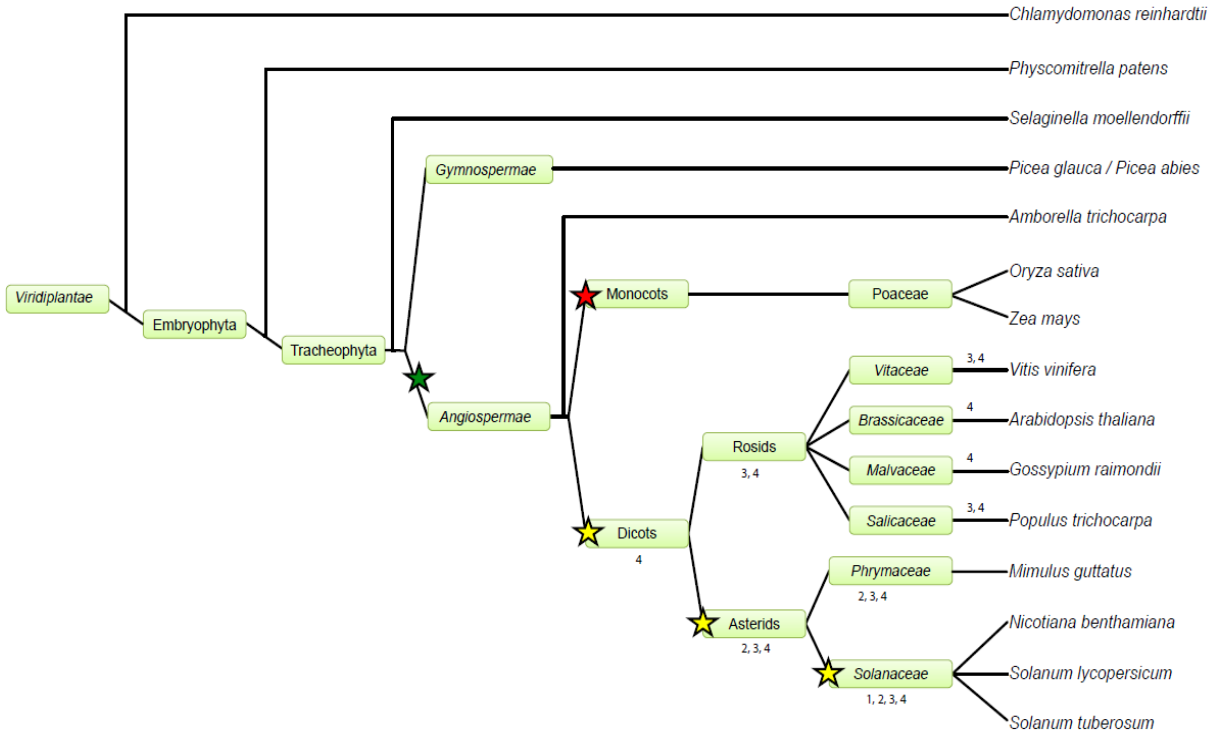 Chlamydomonas reinhardtii
Physcomitrella patens
Selaginella moellendorffii
Gymnospermae
Picea glauca / Picea abies
Amborella trichocarpa
Oryza sativa
Viridiplantae
Monocots
Poaceae
Embryophyta
Zea mays
Tracheophyta
3, 4
Vitaceae
Vitis vinifera
Angiospermae
4
Brassicaceae
Arabidopsis thaliana
Rosids
3, 4
4
Malvaceae
Gossypium raimondii
3, 4
Salicaceae
Populus trichocarpa
Dicots
4
Phrymaceae
2, 3, 4
Mimulus guttatus
Asterids
2, 3, 4
Nicotiana benthamiana
Solanaceae
1, 2, 3, 4
Solanum lycopersicum
Solanum tuberosum